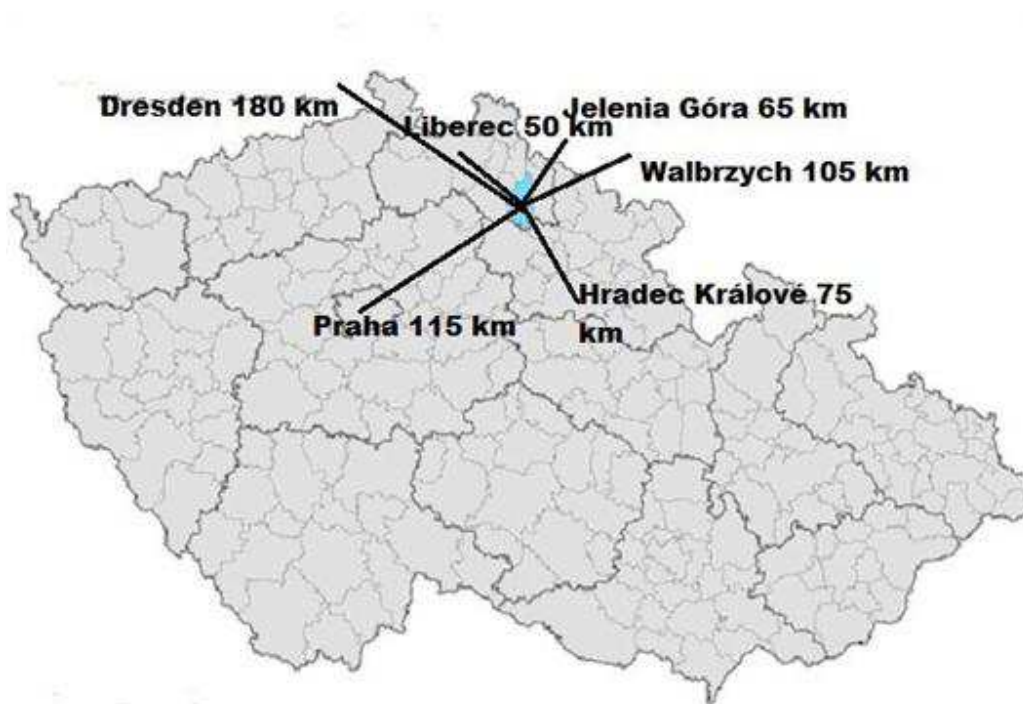 Dresden 180 km
Liberec 50 km
Jelenia Góra 65 km
Walbrzych 105 km
Hradec Králové 75
km
Praha 115 km